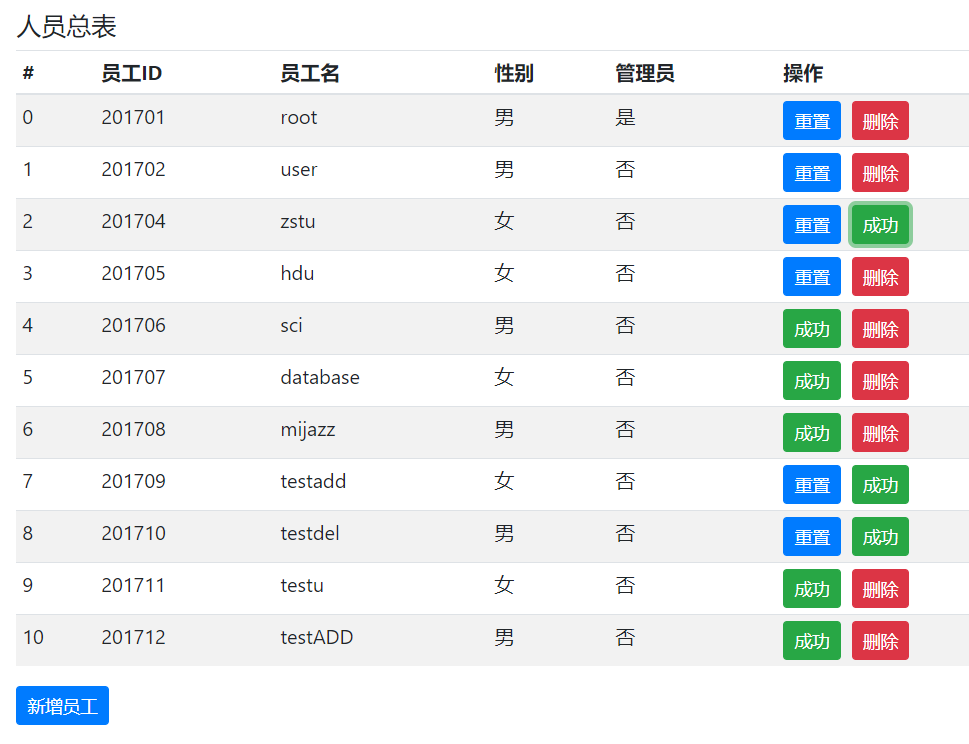 人员总表
# 员工ID 员工名 性别 管理员 操作
0 201701 root 男 是 重置 删除
1 201702 user 男 否 重置 删除
2 201704 zstu 女 否 重置 成功
3 201705 hdu 女 否 重置 删除
4 201706 sci 男 否 成功 删除
5 201707 database 女 否 成功 删除
6 201708 mijazz 男 否 成功 删除
7 201709 testadd 女 否 重置 成功
8 201710 testdel 男 否 重置 成功
9 201711 testu 女 否 成功 删除
10 201712 testADD 男 否 成功 删除
新增员工